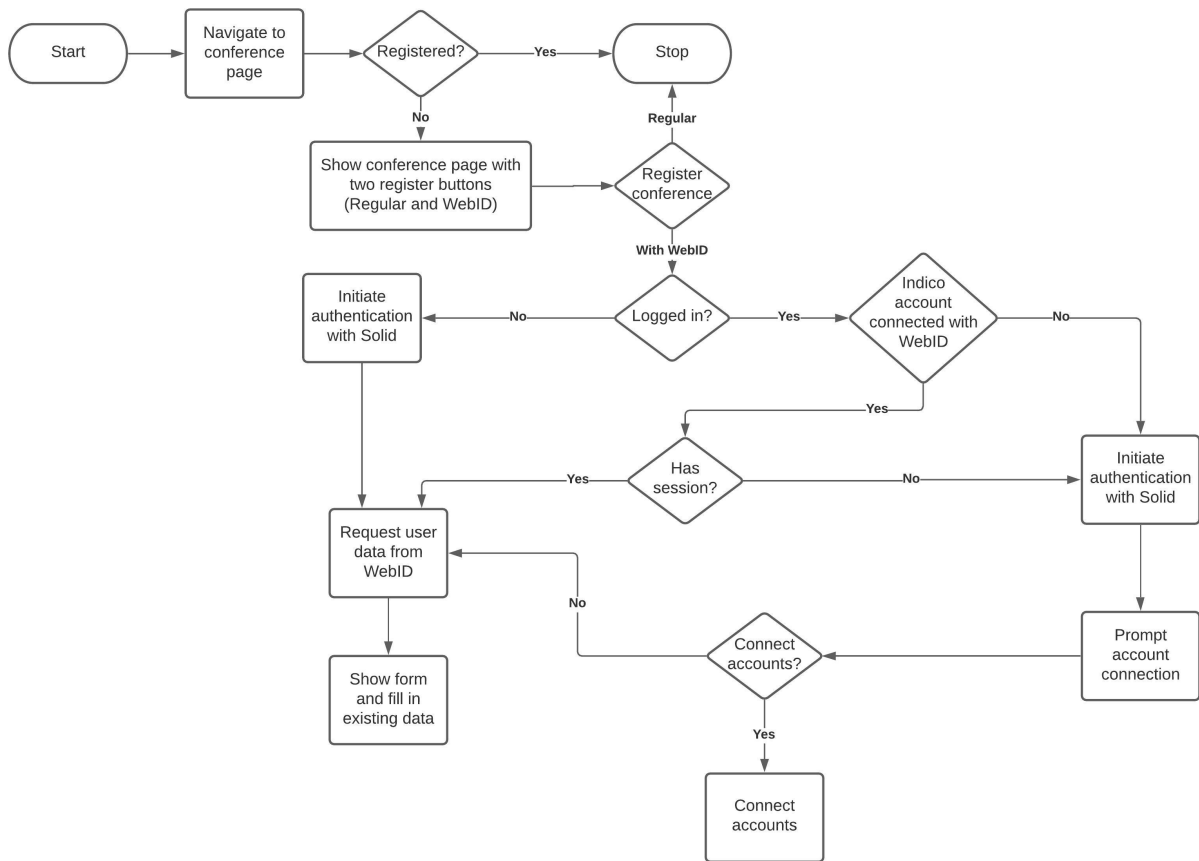 Start
Navigate to
conference
page
Registered?
Yes
Stop
No
Regular
Show conference page with
two register buttons
(Regular and WebID)
Register
conference
With WebID
Initiate
authentication
with Solid
No
Logged in?
Yes
Indico
account
connected with
WebID
No
Yes
Has
session?
Yes
No
Initiate
authentication
with Solid
Request user
data from
WebID
No
Connect
accounts?
Prompt
account
connection
Show form
and fill in
existing data
Yes
Connect
accounts